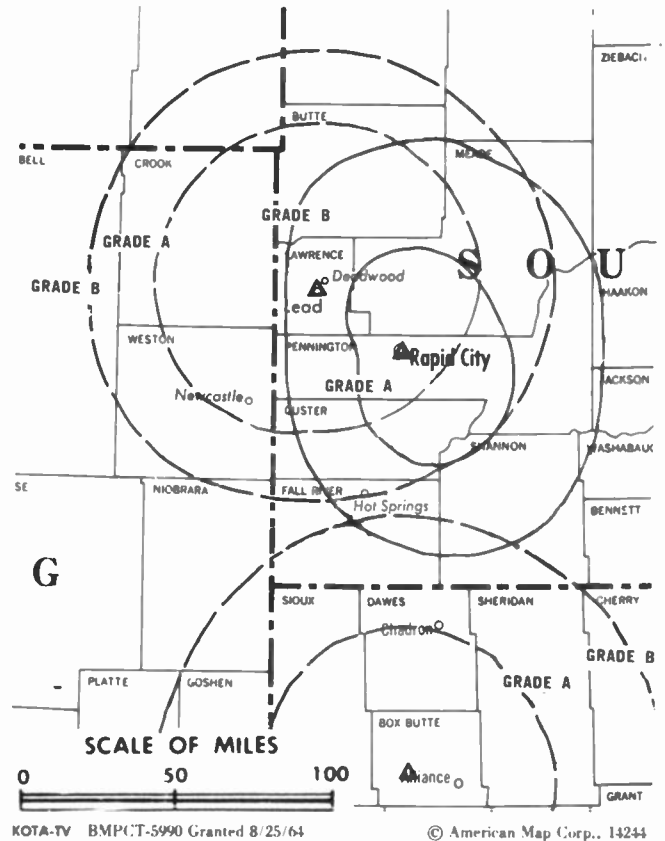 ZIEBACH
BUTTE
MEADE
BELL
CROOK
GRADE B
GRADE A
LAWRENCE
S O U
Deadwood
GRADE B
HAAKON
Lead
WESTON
PENNINGTON
Rapid City
GRADE A
JACKSON
Newcastle
CUSTER
SHANNON
WASHABAUG
SE
NIOBRARA
FALL RIVER
Hot Springs
BENNETT
G
SIOUX
DAWES
SHERIDAN
CHERRY
Chadron
GRADE B
PLATTE
GOSHEN
GRADE A
BOX BUTTE
SCALE OF MILES
0 50 100
Alliance
GRANT
KOTA-TV BMPCT-5990 Granted 8/25/64
© American Map Corp., 14244